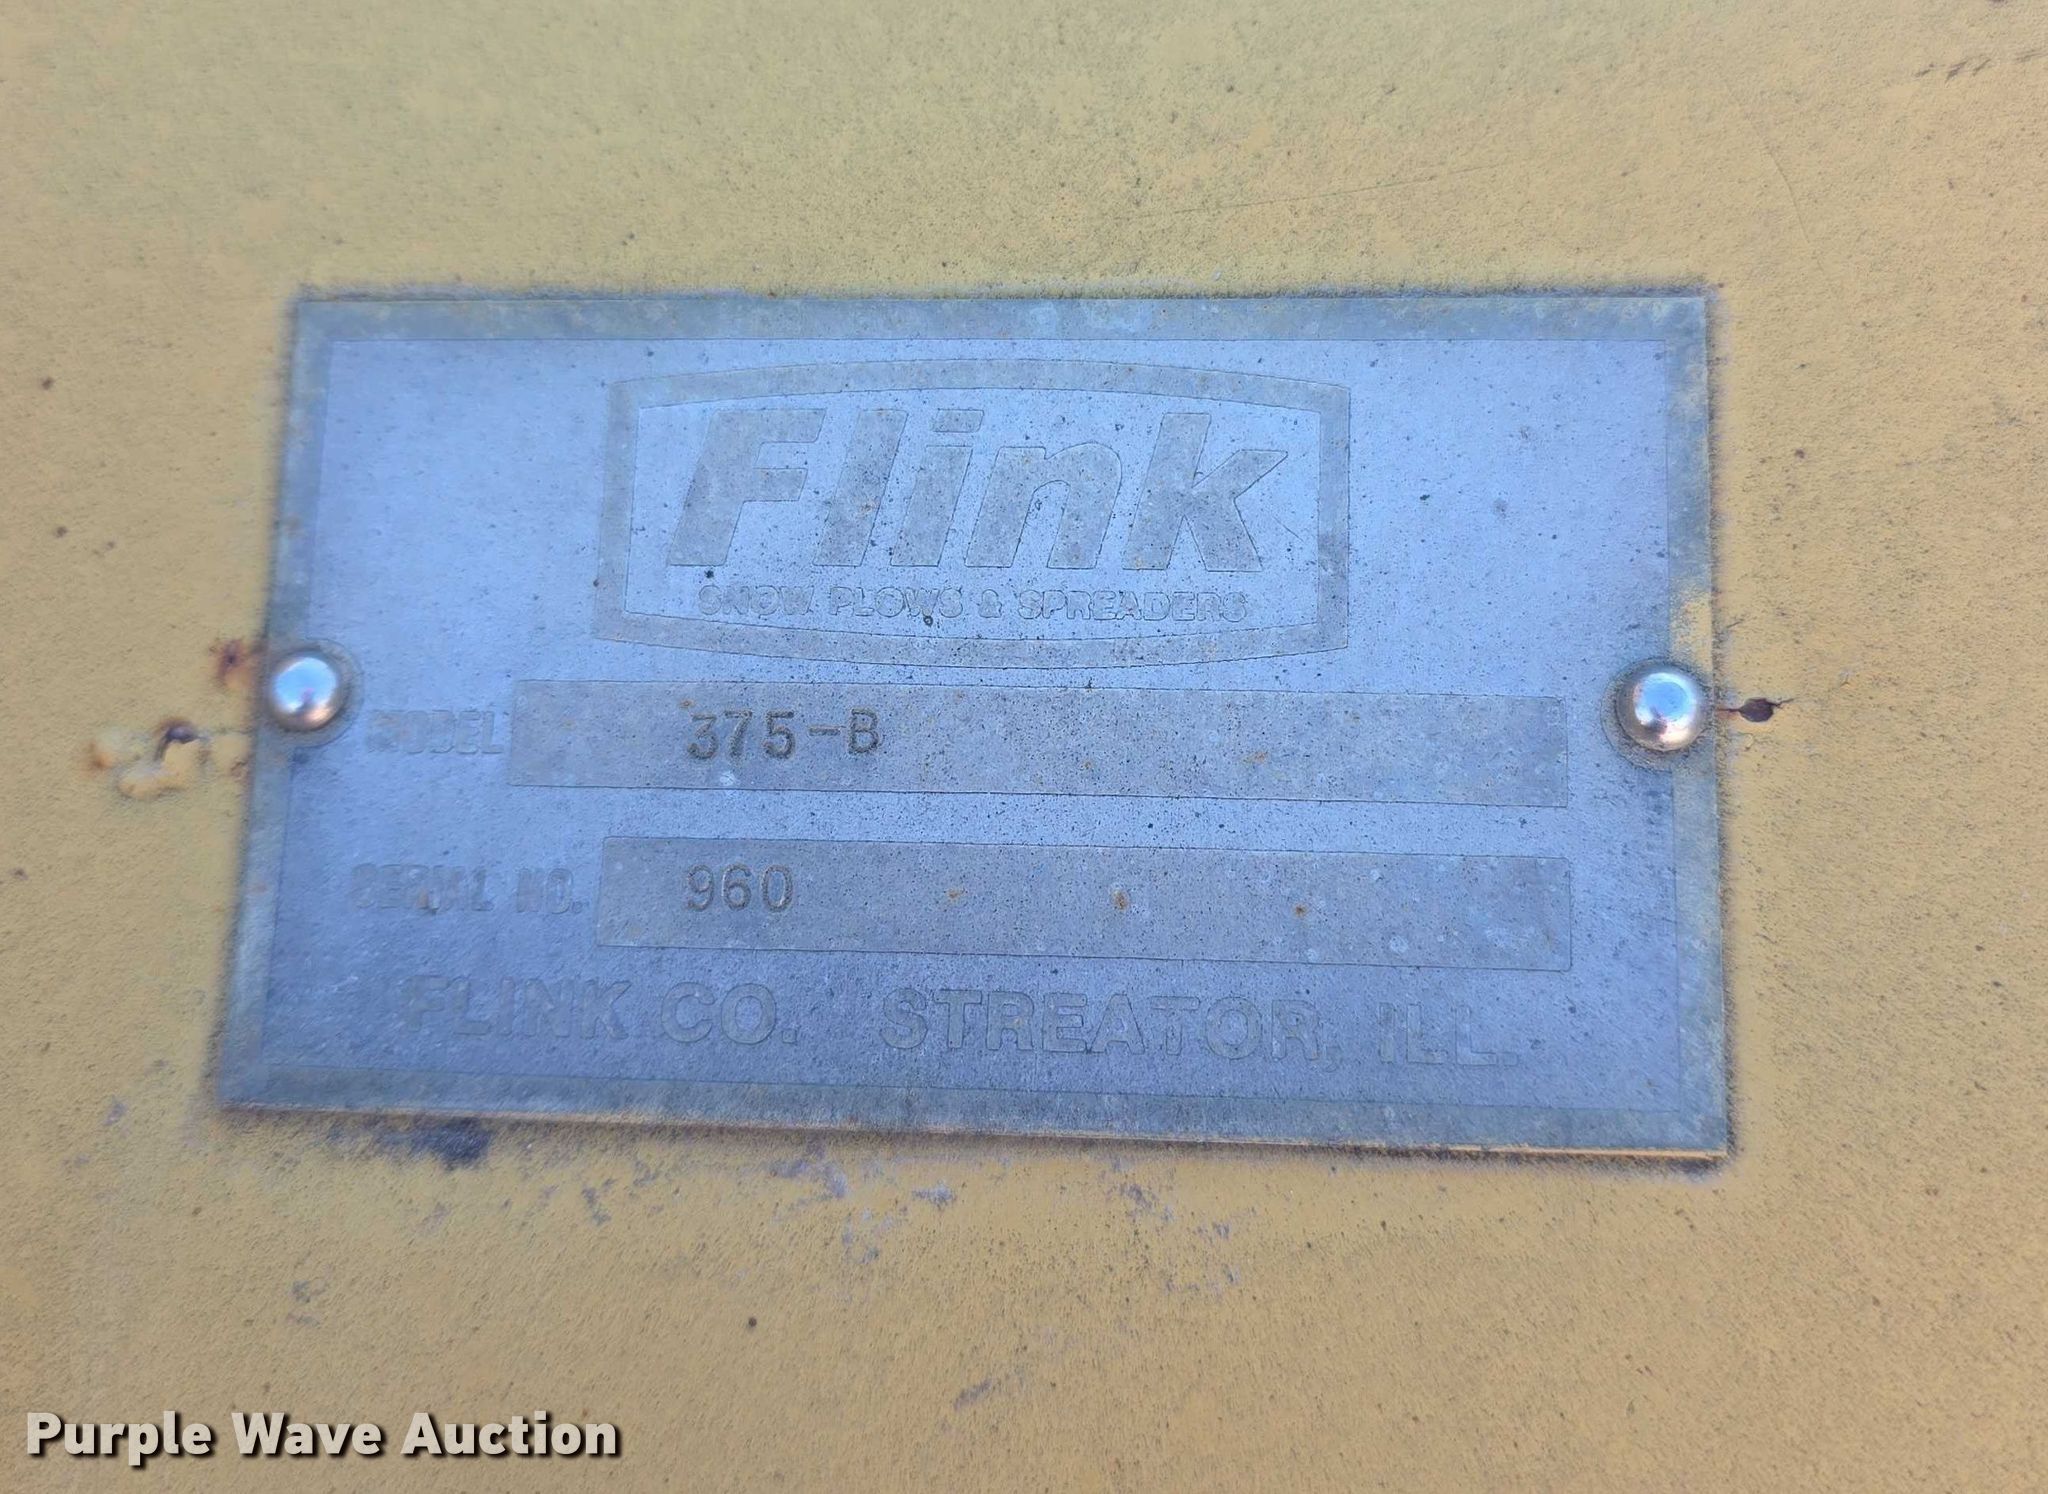 Flink
SNOW PLOWS & SPREADERS
MODEL 375-B
SERIAL NO. 960
FLINK CO. STREATOR, ILL.
Purple Wave Auction